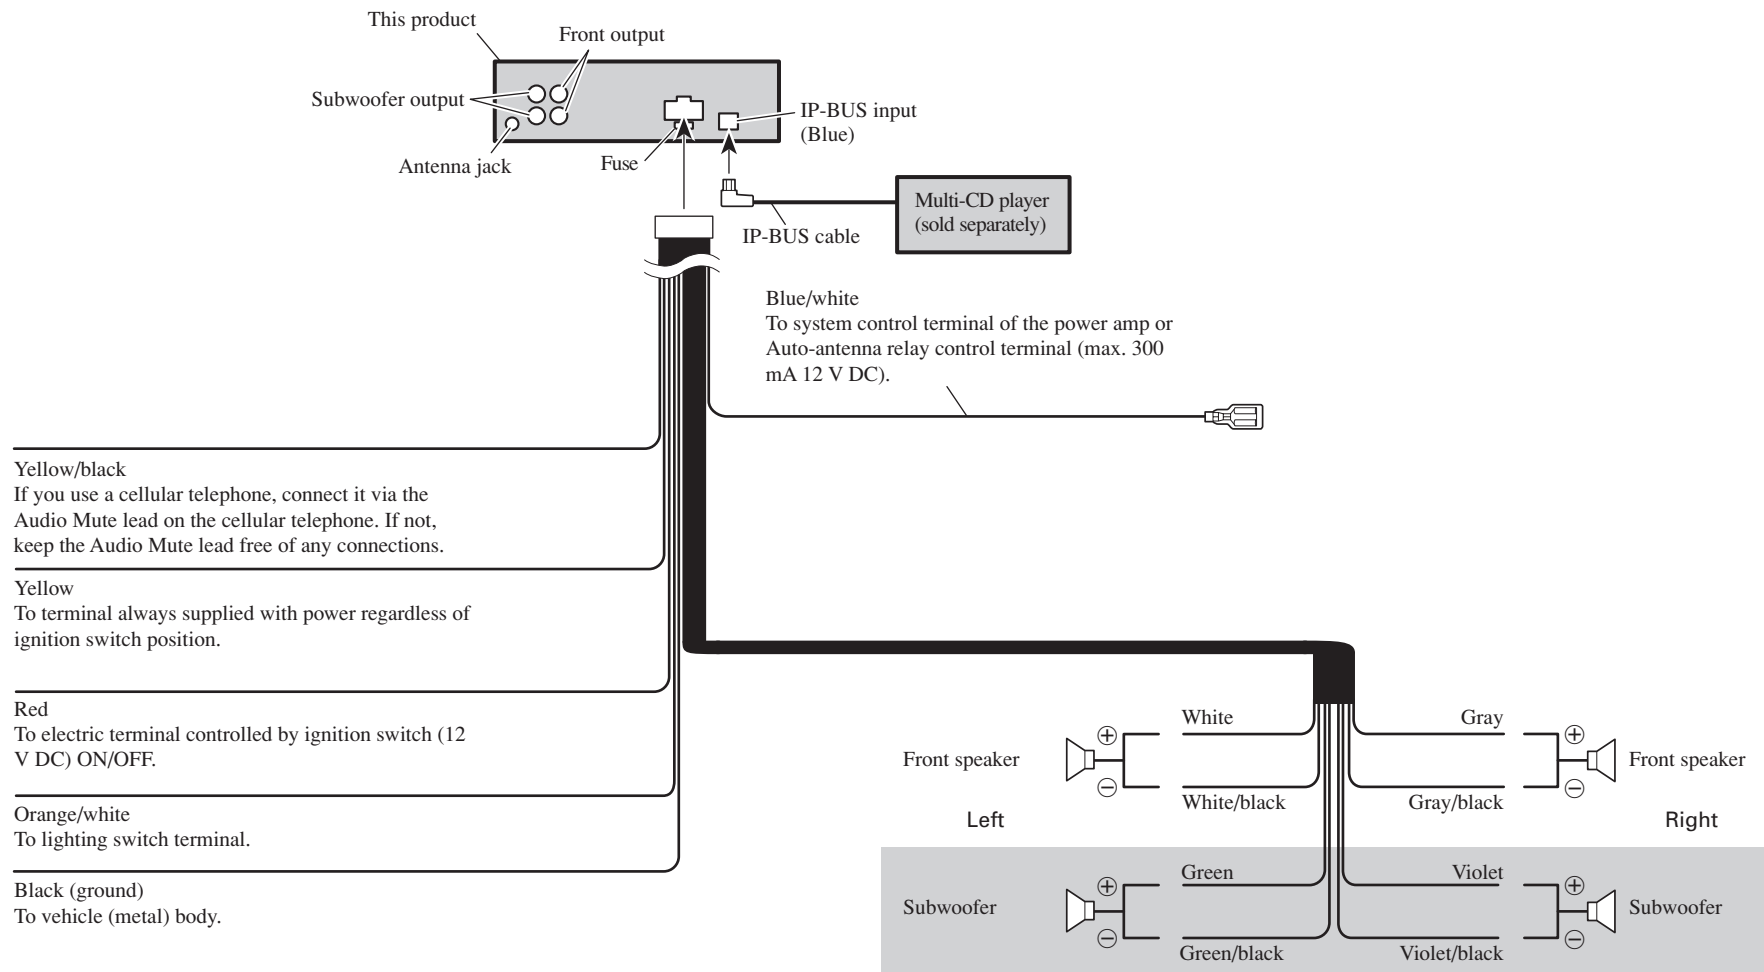 This product
Front output
Subwoofer output
IP-BUS input
(Blue)
Antenna jack
Fuse
Multi-CD player
(sold separately)
IP-BUS cable
Blue/white
To system control terminal of the power amp or
Auto-antenna relay control terminal (max. 300
mA 12 V DC).
Yellow/black
If you use a cellular telephone, connect it via the
Audio Mute lead on the cellular telephone. If not,
keep the Audio Mute lead free of any connections.
Yellow
To terminal always supplied with power regardless of
ignition switch position.
Red
To electric terminal controlled by ignition switch (12
V DC) ON/OFF.
Orange/white
To lighting switch terminal.
Black (ground)
To vehicle (metal) body.
White
Gray
+
+
Front speaker
Front speaker
−
−
White/black
Gray/black
Left
Right
Green
Violet
+
+
Subwoofer
Subwoofer
−
−
Green/black
Violet/black